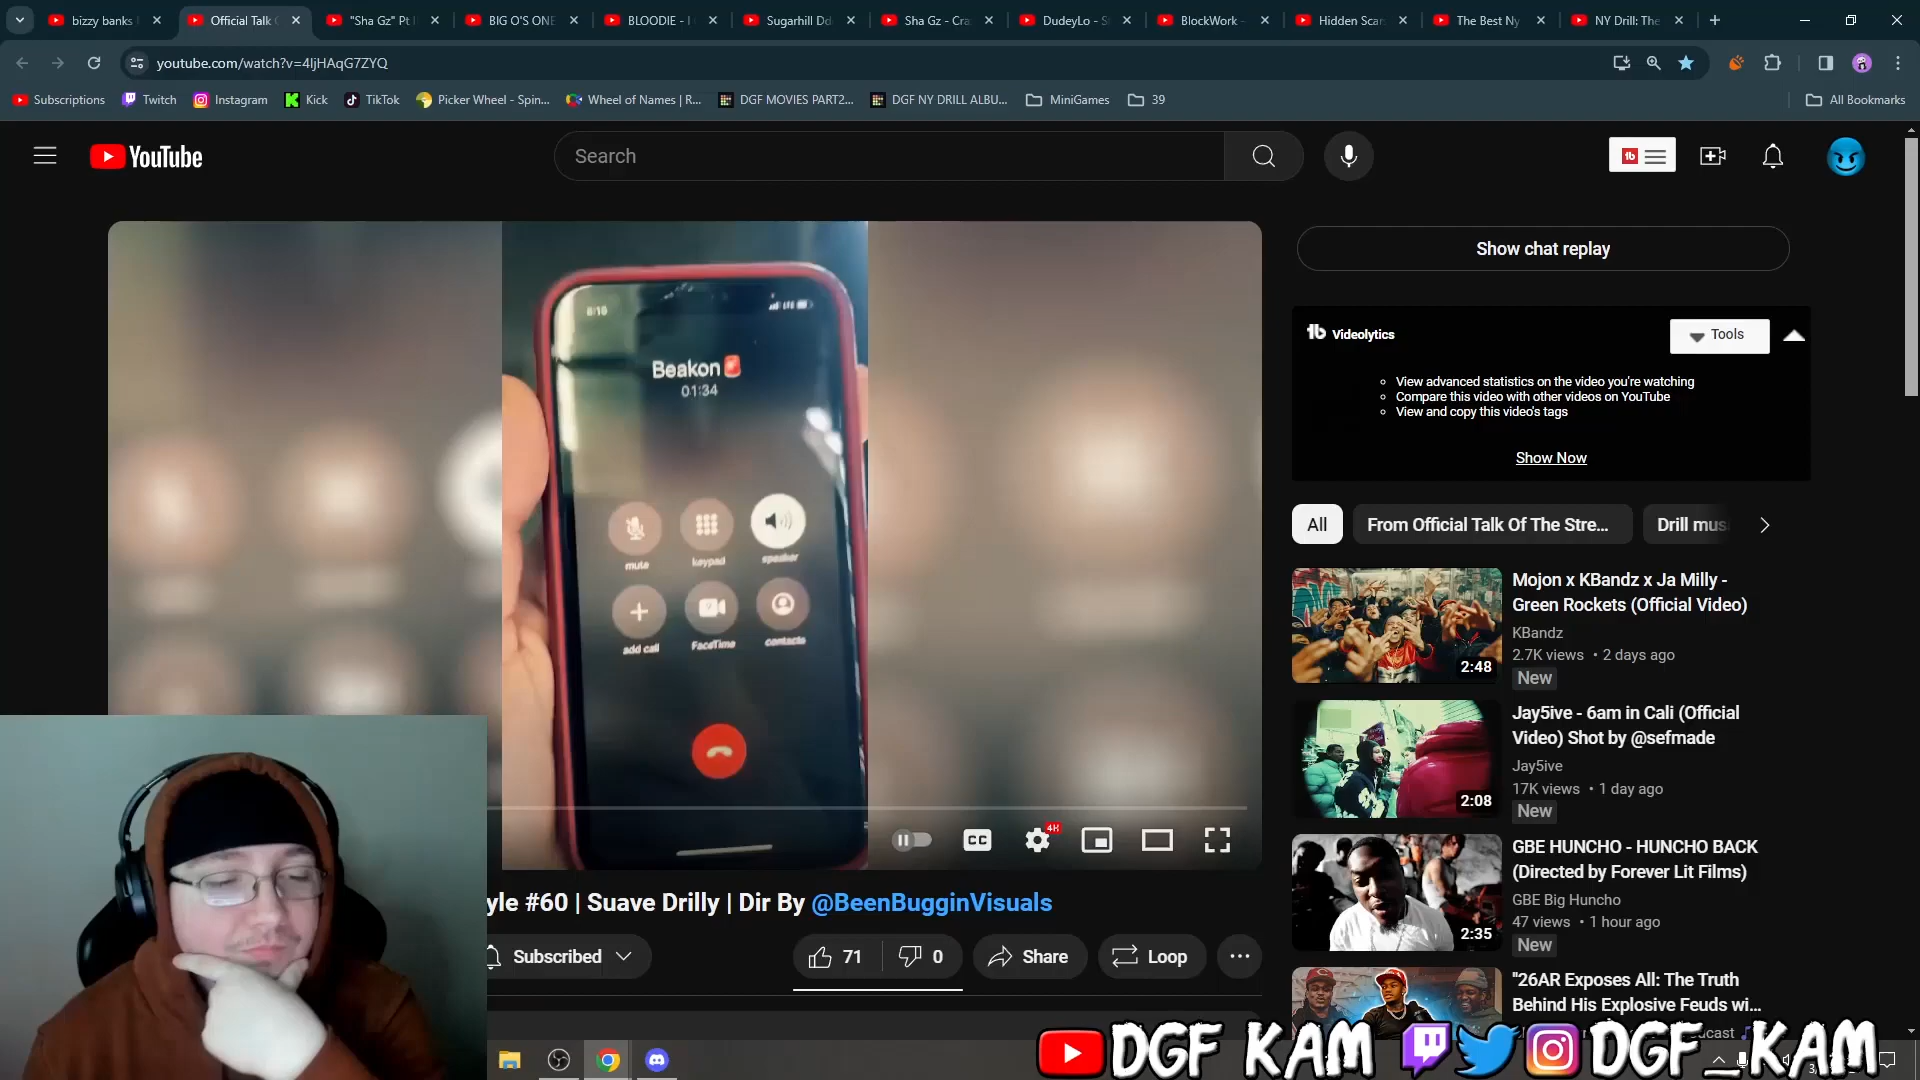 bizzy banks
Official Talk
"Sha Gz" Pt
BIG O'S ONE
BLOODIE - I
Sugarhill Dd
Sha Gz - Cra
DudeyLo - S
BlockWork -
Hidden Scar
The Best Ny
NY Drill: The
youtube.com/watch?v=4ljHAqG7ZYQ
Subscriptions
Twitch
Instagram
Kick
TikTok
Picker Wheel - Spin...
Wheel of Names | R...
DGF MOVIES PART2...
DGF NY DRILL ALBU...
MiniGames
39
All Bookmarks
YouTube
Search
Show chat replay
8:18
LTE
Beakon
01:34
mute
keypad
speaker
add call
FaceTime
contacts
Videolytics
Tools
View advanced statistics on the video you're watching
Compare this video with other videos on YouTube
View and copy this video's tags
Show Now
All
From Official Talk Of The Stre...
Drill mus
Mojon x KBandz x Ja Milly -
Green Rockets (Official Video)
KBandz
2.7K views • 2 days ago
New
2:48
Jay5ive - 6am in Cali (Official
Video) Shot by @sefmade
Jay5ive
17K views • 1 day ago
New
2:08
GBE HUNCHO - HUNCHO BACK
(Directed by Forever Lit Films)
GBE Big Huncho
47 views • 1 hour ago
New
2:35
"26AR Exposes All: The Truth
Behind His Explosive Feuds wi...
CC
4K
yle #60 | Suave Drilly | Dir By @BeenBugginVisuals
Subscribed
71
0
Share
Loop
DGF KAM
DGF_KAM